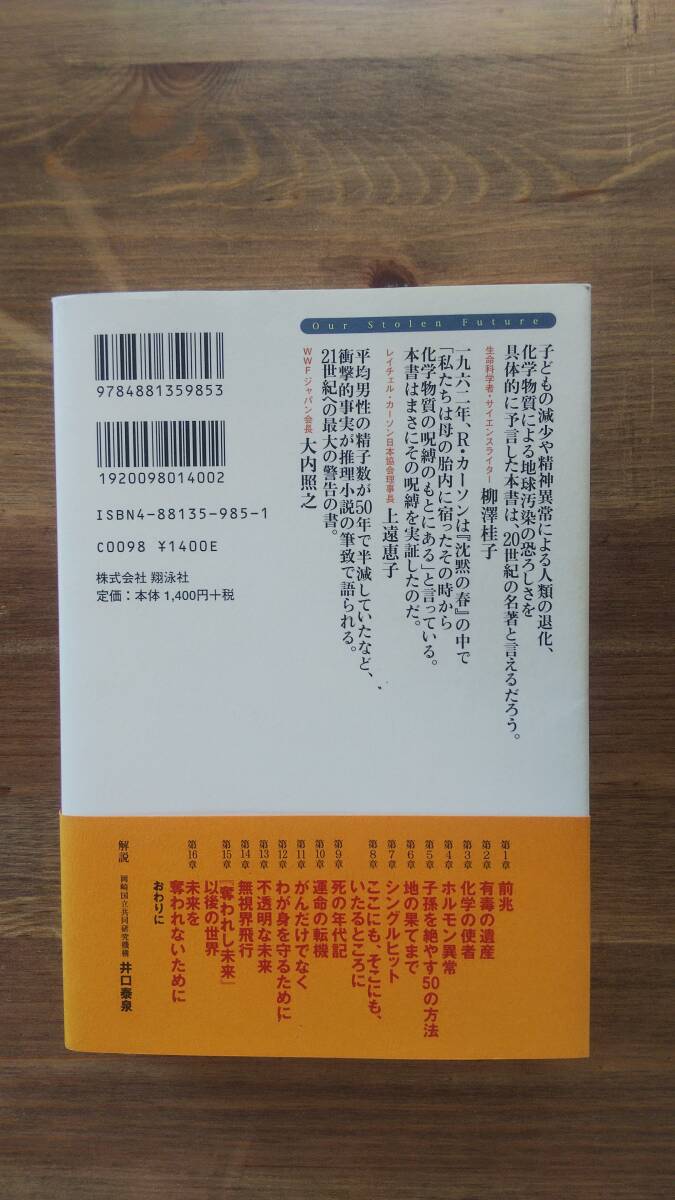 Our Stolen Future
子どもの減少や精神異常による人類の退化、
化学物質による地球汚染の恐ろしさを
具体的に予言した本書は、20世紀の名著と言えるだろう。
生命科学者・サイエンスライター 柳澤桂子
一九六二年、R・カーソンは『沈黙の春』の中で
「私たちは母の胎内に宿ったその時から
化学物質の呪縛のもとにある」と言っている。
本書はまさにその呪縛を実証したのだ。
レイチェル・カーソン日本協会理事長 上遠恵子
平均男性の精子数が50年で半減していたなど、
衝撃的事実が推理小説の筆致で語られる。
21世紀への最大の警告の書。
WWFジャパン会長 大内照之
9784881359853
1920098014002
ISBN4-88135-985-1
C0098 ¥1400E
株式会社 翔泳社
定価：本体 1,400円+税
第1章 前兆
第2章 有毒の遺産
第3章 化学の使者
第4章 ホルモン異常
第5章 子孫を絶やす50の方法
第6章 地の果てまで
第7章 シングルヒット
第8章 ここにも、そこにも、
いたるところに
第9章 死の年代記
第10章 運命の転機
第11章 がんだけでなく
第12章 わが身を守るために
第13章 不透明な未来
第14章 無視界飛行
第15章 「奪われし未来」
以後の世界
第16章 未来を
奪われないために
おわりに
解説 岡崎国立共同研究機構 井口泰泉